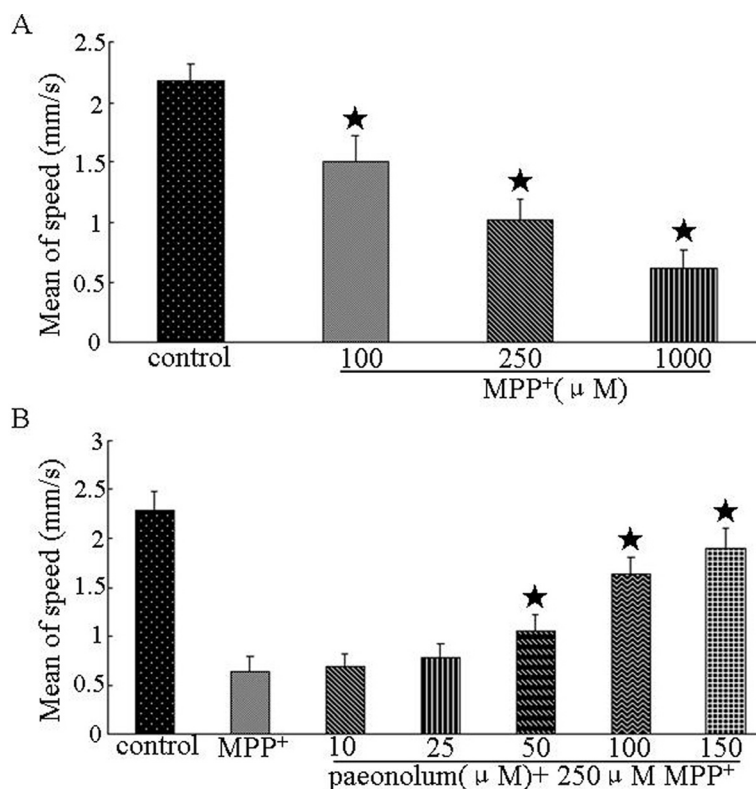 A
Mean of speed (mm/s)
2.5
2
1.5
1
0.5
0
control
100
250
1000
MPP⁺(μ M)
B
Mean of speed (mm/s)
3
2.5
2
1.5
1
0.5
0
control
MPP⁺
10
25
50
100
150
paeonolum(μ M)+ 250 μ M MPP⁺